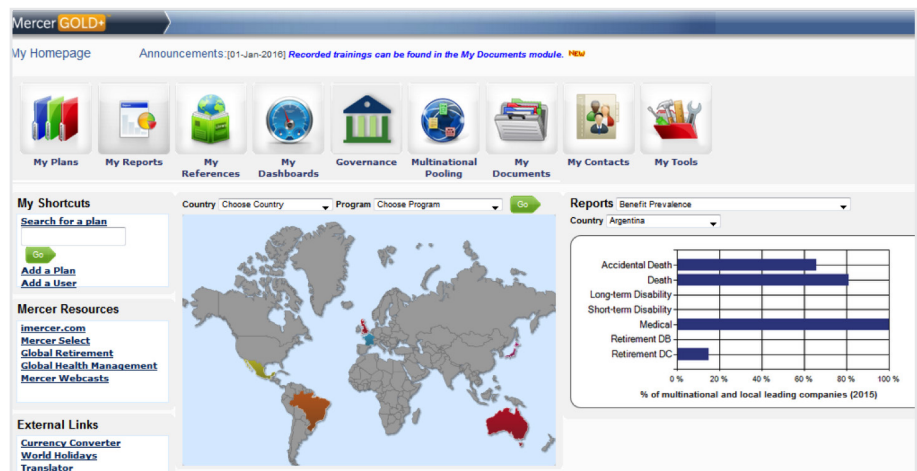 Mercer GOLD+
My Homepage
Announcements:[01-Jan-2016] Recorded trainings can be found in the My Documents module. NEW
My Plans
My Reports
My References
My Dashboards
Governance
Multinational Pooling
My Documents
My Contacts
My Tools
My Shortcuts
Search for a plan
Go
Add a Plan
Add a User
Mercer Resources
imercer.com
Mercer Select
Global Retirement
Global Health Management
Mercer Webcasts
External Links
Currency Converter
World Holidays
Translator
Country Choose Country Program Choose Program Go
Reports Benefit Prevalence
Country Argentina
Accidental Death
Death
Long-term Disability
Short-term Disability
Medical
Retirement DB
Retirement DC
0 % 20 % 40 % 60 % 80 % 100 %
% of multinational and local leading companies (2015)